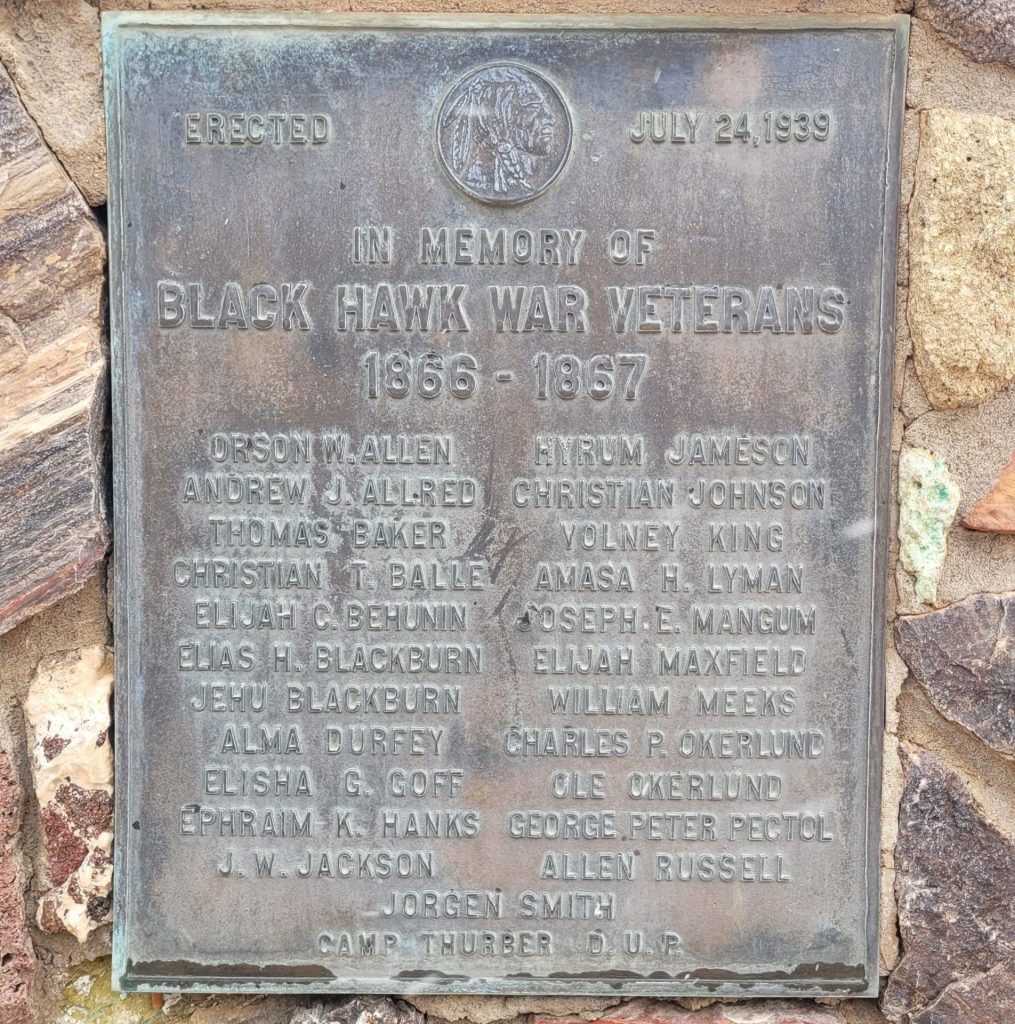 ERECTED JULY 24, 1939
IN MEMORY OF
BLACK HAWK WAR VETERANS
1866 - 1867
ORSON W. ALLEN HYRUM JAMESON
ANDREW J. ALLRED CHRISTIAN JOHNSON
THOMAS BAKER VOLNEY KING
CHRISTIAN T. BALLE AMASA H. LYMAN
ELIJAH C. BEHUNIN JOSEPH E. MANGUM
ELIAS H. BLACKBURN ELIJAH MAXFIELD
JEHU BLACKBURN WILLIAM MEEKS
ALMA DURFEY CHARLES P. OKERLUND
ELISHA G. GOFF OLE OKERLUND
EPHRAIM K. HANKS GEORGE PETER PECTOL
J. W. JACKSON ALLEN RUSSELL
JORGEN SMITH
CAMP THURBER D. U. P.